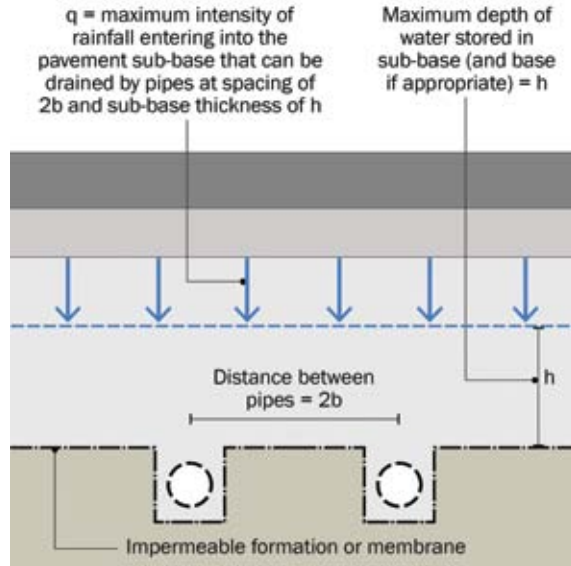 q = maximum intensity of
rainfall entering into the
pavement sub-base that can be
drained by pipes at spacing of
2b and sub-base thickness of h
Maximum depth of
water stored in
sub-base (and base
if appropriate) = h
h
Distance between
pipes = 2b
Impermeable formation or membrane